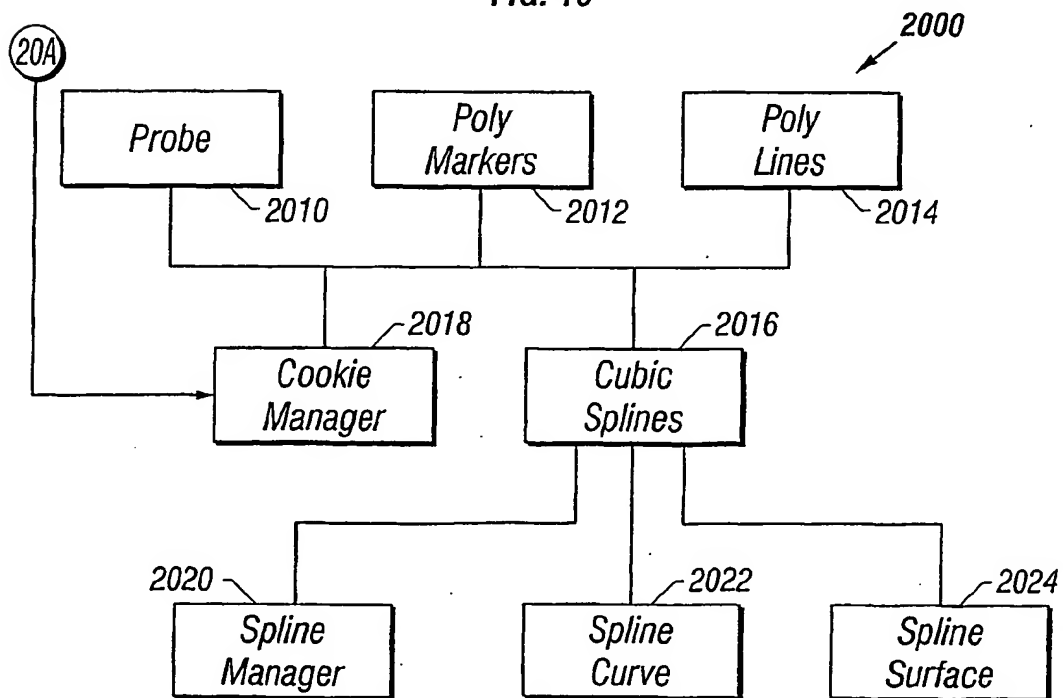 2000
20A
Probe
Poly
Markers
Poly
Lines
2010
2012
2014
2018
2016
Cookie
Manager
Cubic
Splines
2020
2022
2024
Spline
Manager
Spline
Curve
Spline
Surface